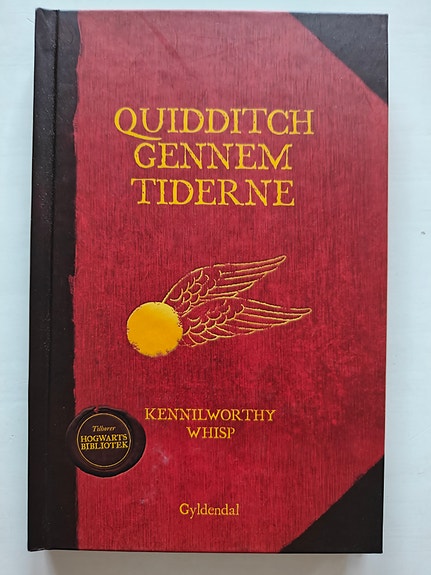 QUIDDITCH
GENNEM
TIDERNE
KENNILWORTHY
WHISP
Tilhører
HOGWARTS
BIBLIOTEK
Gyldendal